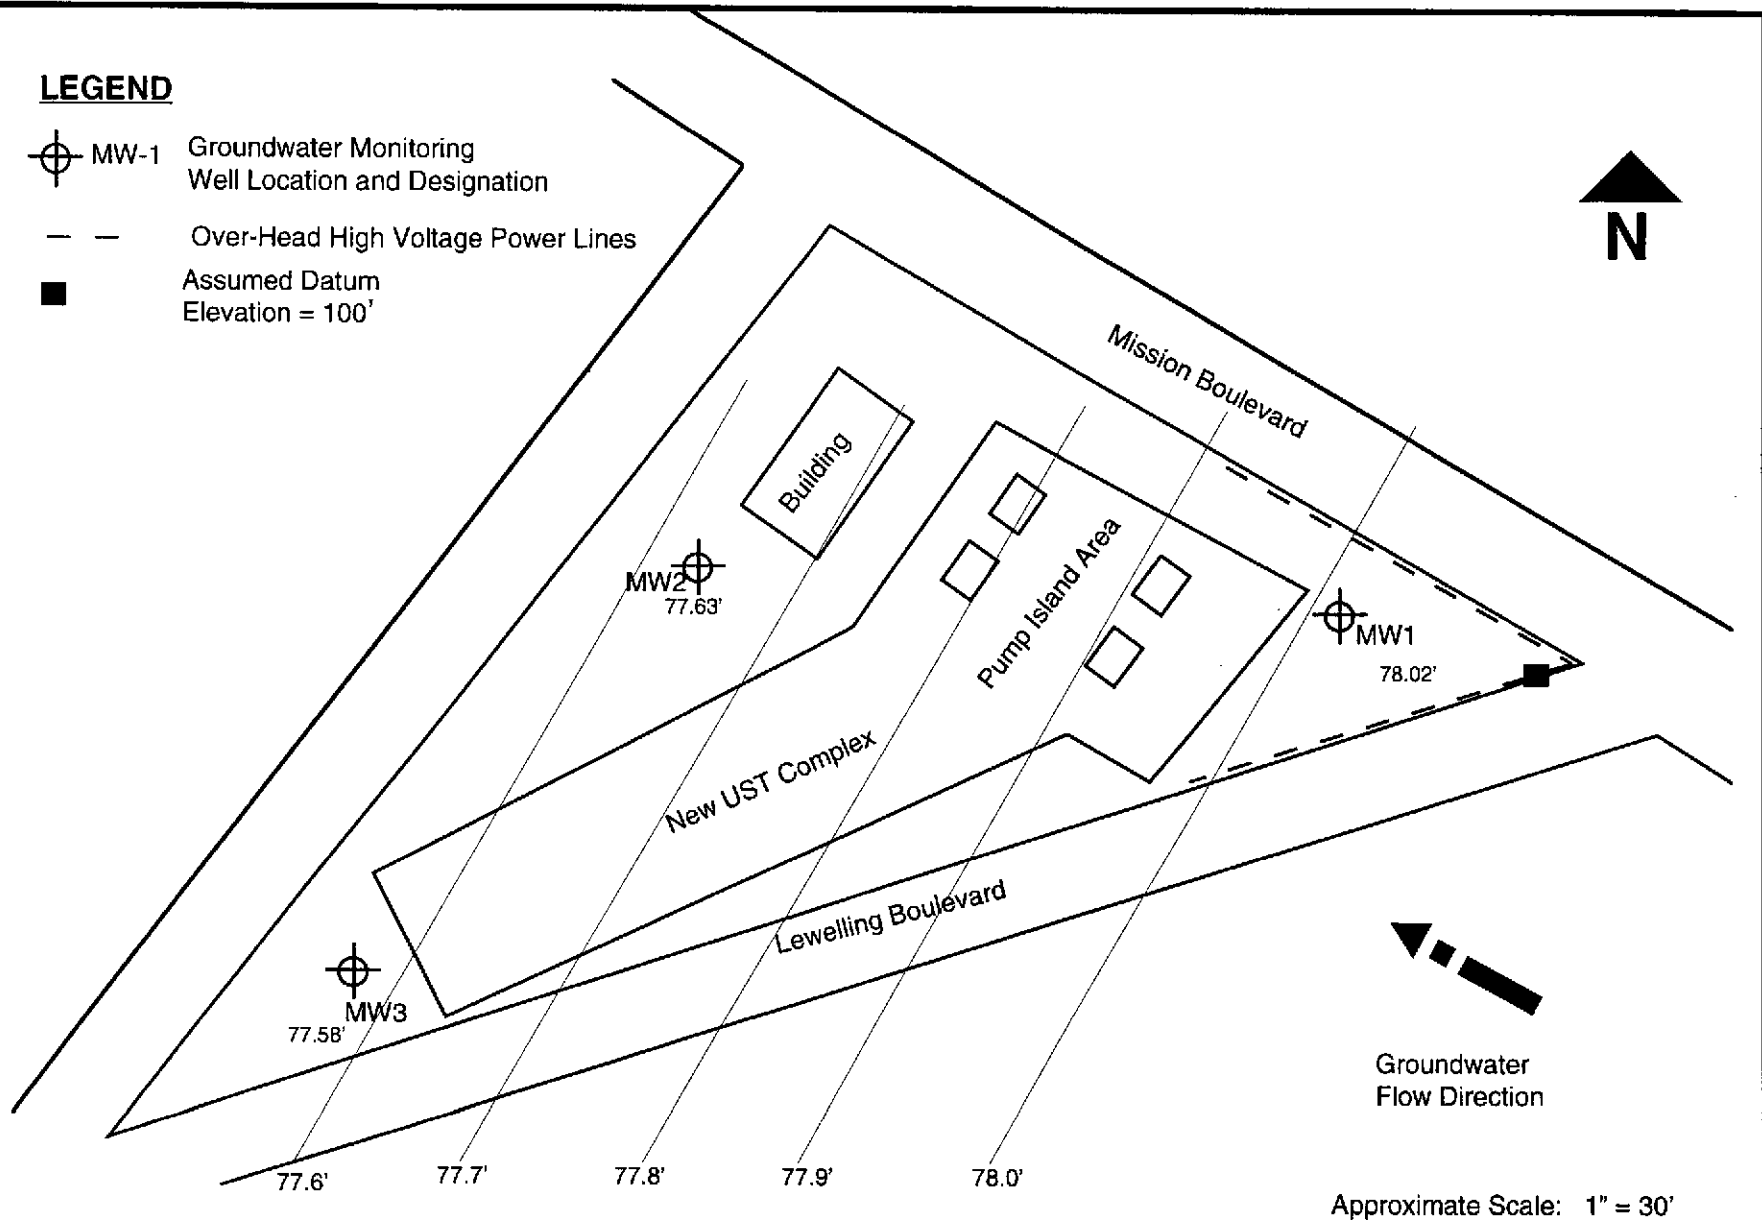 LEGEND
MW-1 Groundwater Monitoring
Well Location and Designation
Over-Head High Voltage Power Lines
Assumed Datum
Elevation = 100'
N
Mission Boulevard
Building
Pump Island Area
MW2
77.63'
MW1
78.02'
New UST Complex
Lewelling Boulevard
MW3
77.58'
Groundwater
Flow Direction
77.6'
77.7'
77.8'
77.9'
78.0'
Approximate Scale: 1" = 30'